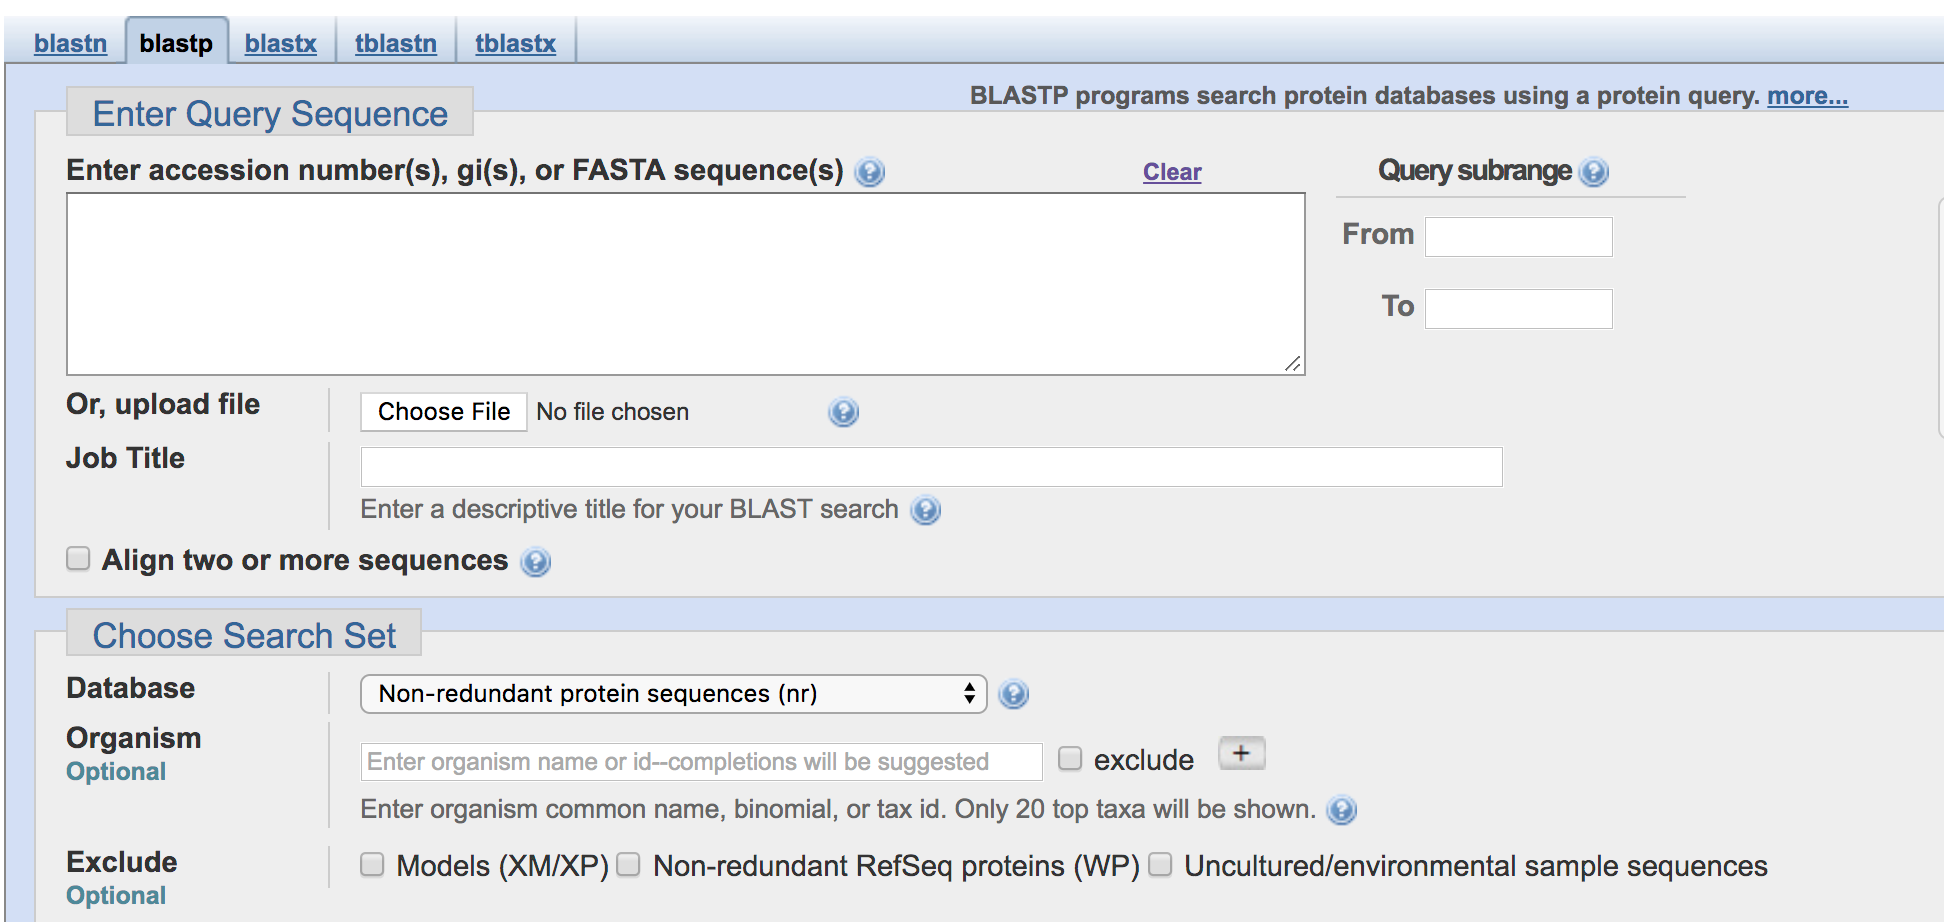 blastn blastp blastx tblastn tblastx
BLASTP programs search protein databases using a protein query. more...
Enter Query Sequence
Enter accession number(s), gi(s), or FASTA sequence(s) ? Clear Query subrange ?
From
To
Or, upload file Choose File No file chosen ?
Job Title
Enter a descriptive title for your BLAST search ?
Align two or more sequences ?
Choose Search Set
Database Non-redundant protein sequences (nr) ?
Organism
Optional
Enter organism name or id--completions will be suggested exclude +
Enter organism common name, binomial, or tax id. Only 20 top taxa will be shown. ?
Exclude Models (XM/XP) Non-redundant RefSeq proteins (WP) Uncultured/environmental sample sequences
Optional